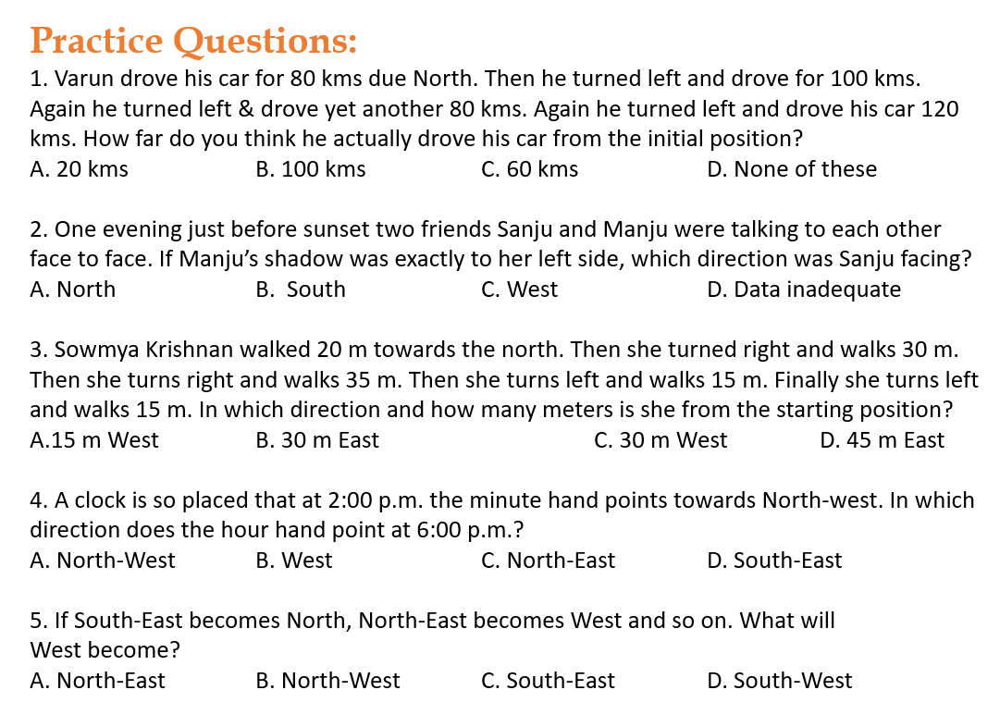 Practice Questions:
1. Varun drove his car for 80 kms due North. Then he turned left and drove for 100 kms.
Again he turned left & drove yet another 80 kms. Again he turned left and drove his car 120
kms. How far do you think he actually drove his car from the initial position?
A. 20 kms B. 100 kms C. 60 kms D. None of these
2. One evening just before sunset two friends Sanju and Manju were talking to each other
face to face. If Manju’s shadow was exactly to her left side, which direction was Sanju facing?
A. North B. South C. West D. Data inadequate
3. Sowmya Krishnan walked 20 m towards the north. Then she turned right and walks 30 m.
Then she turns right and walks 35 m. Then she turns left and walks 15 m. Finally she turns left
and walks 15 m. In which direction and how many meters is she from the starting position?
A.15 m West B. 30 m East C. 30 m West D. 45 m East
4. A clock is so placed that at 2:00 p.m. the minute hand points towards North-west. In which
direction does the hour hand point at 6:00 p.m.?
A. North-West B. West C. North-East D. South-East
5. If South-East becomes North, North-East becomes West and so on. What will
West become?
A. North-East B. North-West C. South-East D. South-West